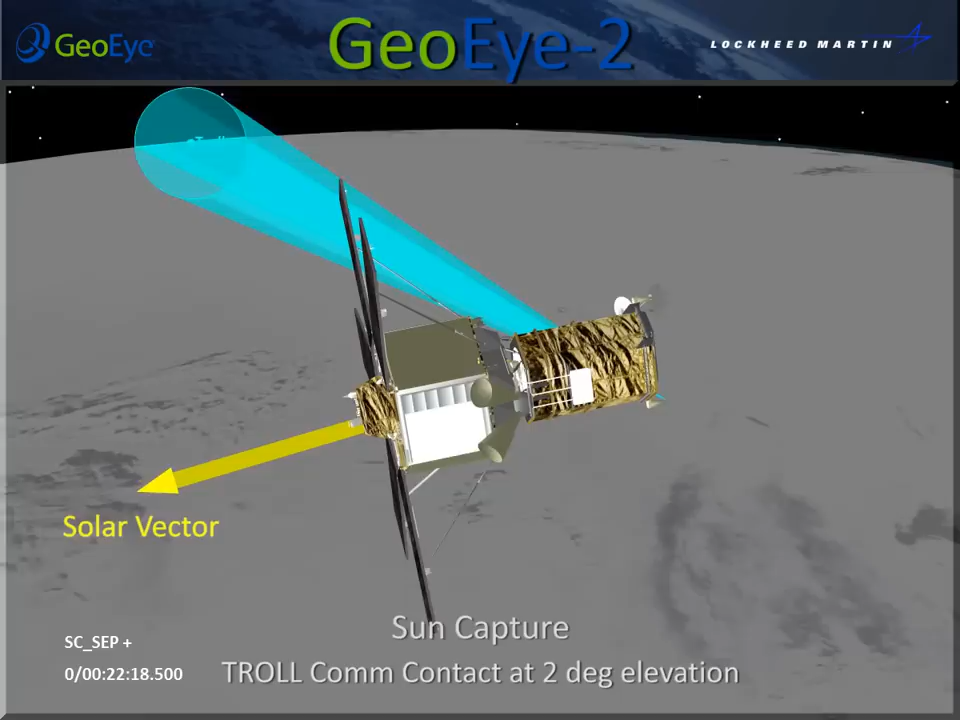 GeoEye
GeoEye-2
LOCKHEED MARTIN
Troll
Solar Vector
Sun Capture
SC_SEP +
0/00:22:18.500
TROLL Comm Contact at 2 deg elevation